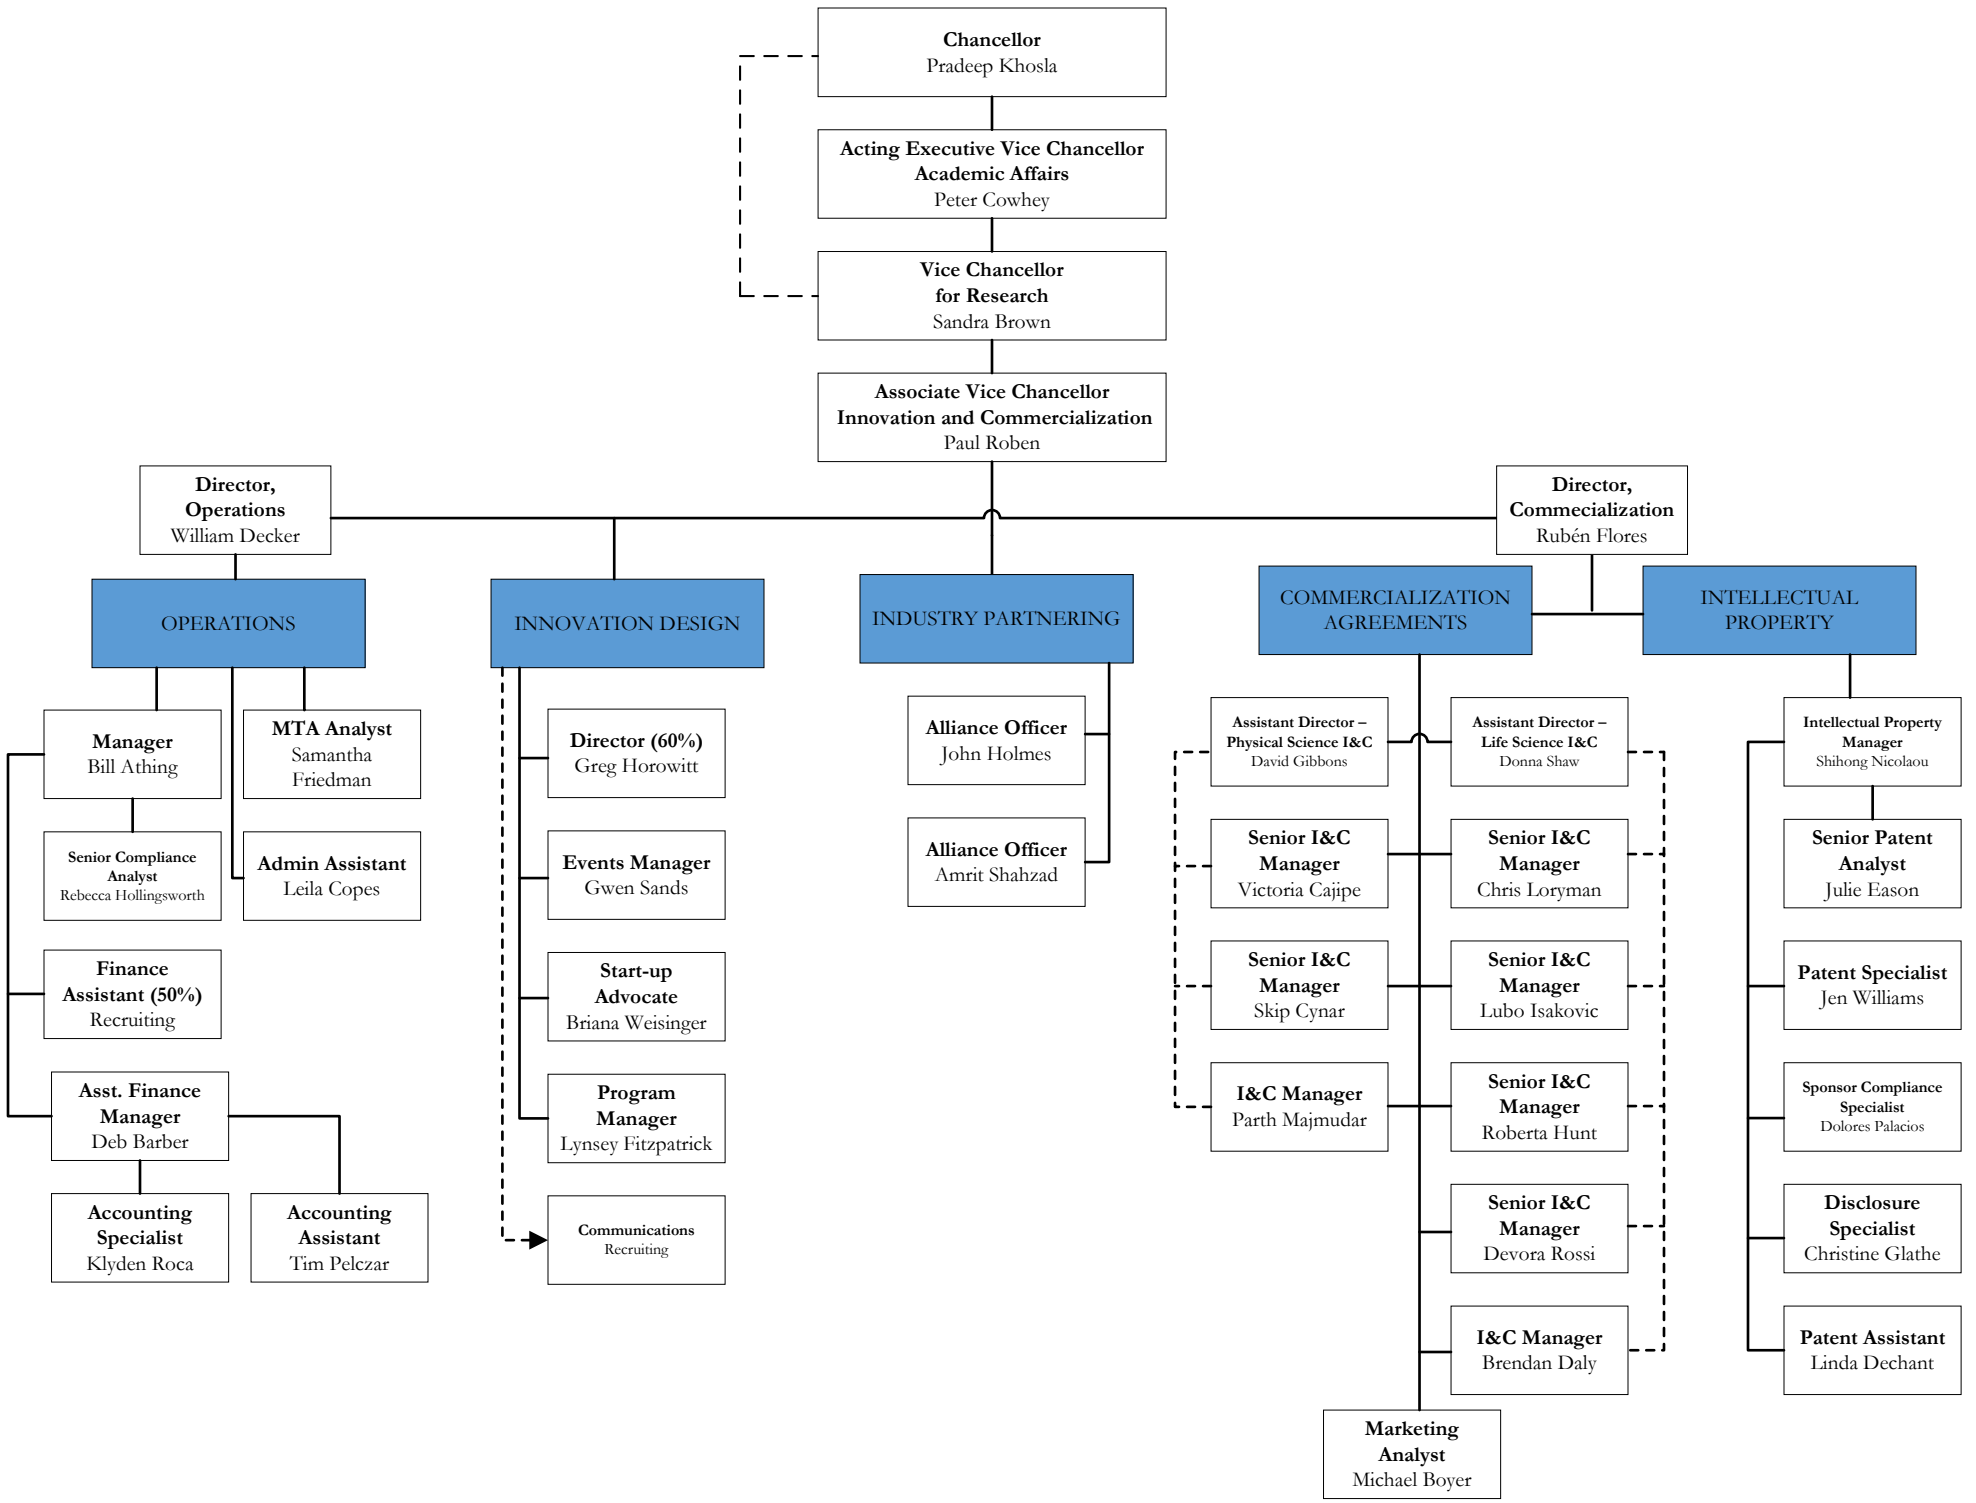 Chancellor
Pradeep Khosla
Acting Executive Vice Chancellor
Academic Affairs
Peter Cowhey
Vice Chancellor
for Research
Sandra Brown
Associate Vice Chancellor
Innovation and Commercialization
Paul Roben
Director,
Operations
William Decker
Director,
Commecialization
Rubén Flores
OPERATIONS
INNOVATION DESIGN
INDUSTRY PARTNERING
COMMERCIALIZATION
AGREEMENTS
INTELLECTUAL
PROPERTY
Manager
Bill Athing
MTA Analyst
Samantha
Friedman
Senior Compliance
Analyst
Rebecca Hollingsworth
Admin Assistant
Leila Copes
Finance
Assistant (50%)
Recruiting
Asst. Finance
Manager
Deb Barber
Accounting
Specialist
Klyden Roca
Accounting
Assistant
Tim Pelczar
Director (60%)
Greg Horowitt
Events Manager
Gwen Sands
Start-up
Advocate
Briana Weisinger
Program
Manager
Lynsey Fitzpatrick
Communications
Recruiting
Alliance Officer
John Holmes
Alliance Officer
Amrit Shahzad
Assistant Director –
Physical Science I&C
David Gibbons
Assistant Director –
Life Science I&C
Donna Shaw
Senior I&C
Manager
Victoria Cajipe
Senior I&C
Manager
Chris Loryman
Senior I&C
Manager
Skip Cynar
Senior I&C
Manager
Lubo Isakovic
I&C Manager
Parth Majmudar
Senior I&C
Manager
Roberta Hunt
Senior I&C
Manager
Devora Rossi
I&C Manager
Brendan Daly
Marketing
Analyst
Michael Boyer
Intellectual Property
Manager
Shihong Nicolaou
Senior Patent
Analyst
Julie Eason
Patent Specialist
Jen Williams
Sponsor Compliance
Specialist
Dolores Palacios
Disclosure
Specialist
Christine Glathe
Patent Assistant
Linda Dechant